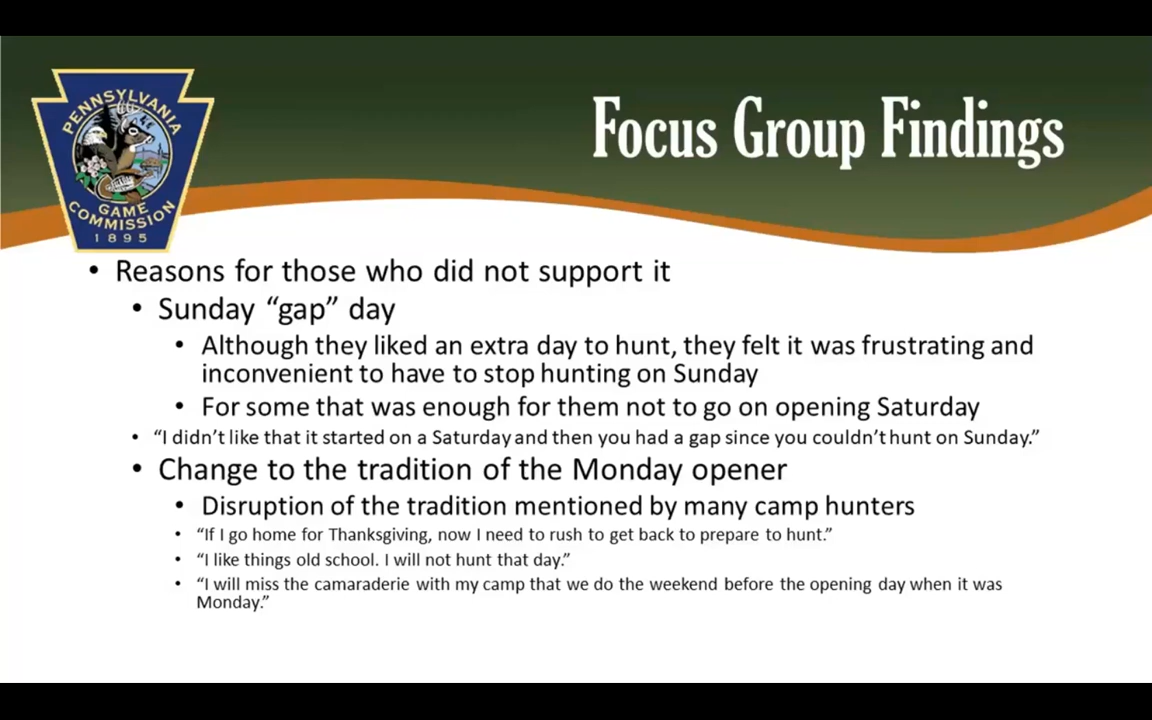 PENNSYLVANIA
GAME
COMMISSION
1895
Focus Group Findings
• Reasons for those who did not support it
• Sunday “gap” day
• Although they liked an extra day to hunt, they felt it was frustrating and
inconvenient to have to stop hunting on Sunday
• For some that was enough for them not to go on opening Saturday
• “I didn’t like that it started on a Saturday and then you had a gap since you couldn’t hunt on Sunday.”
• Change to the tradition of the Monday opener
• Disruption of the tradition mentioned by many camp hunters
• “If I go home for Thanksgiving, now I need to rush to get back to prepare to hunt.”
• “I like things old school. I will not hunt that day.”
• “I will miss the camaraderie with my camp that we do the weekend before the opening day when it was
Monday.”